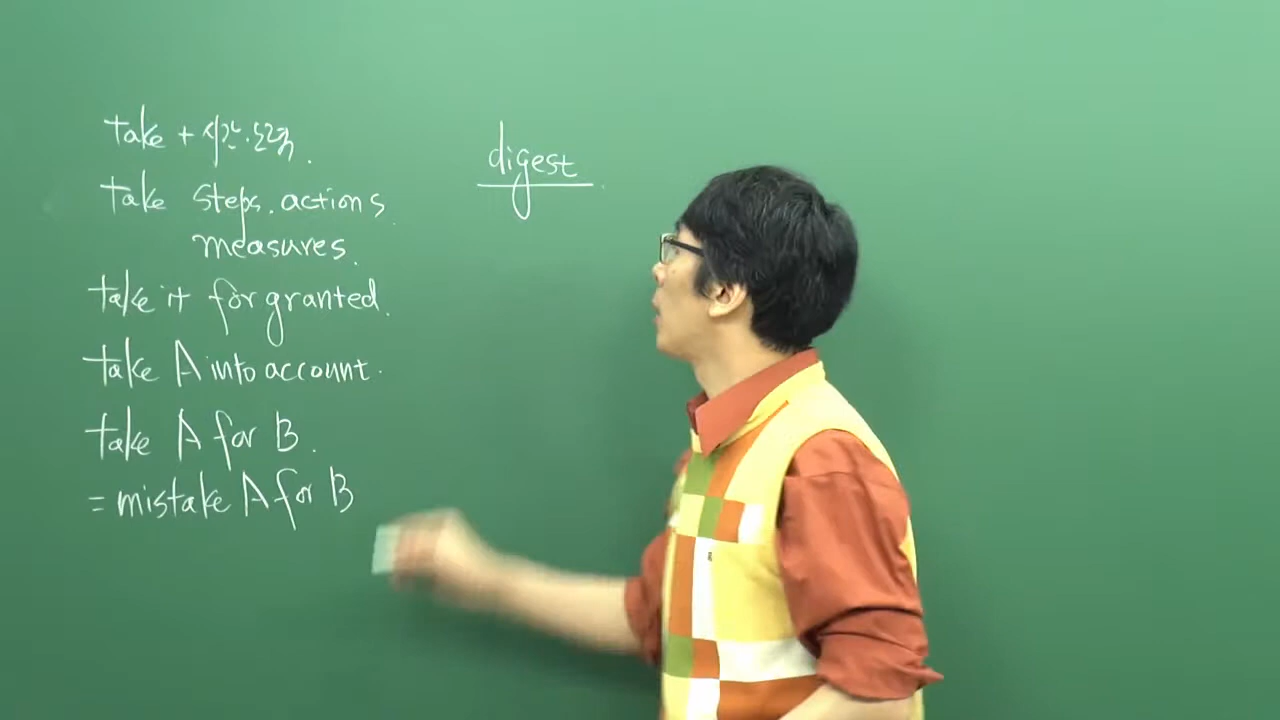 take + 시간.노력.
take steps. actions.
measures.
take it for granted.
take A into account.
take A for B.
= mistake A for B
digest